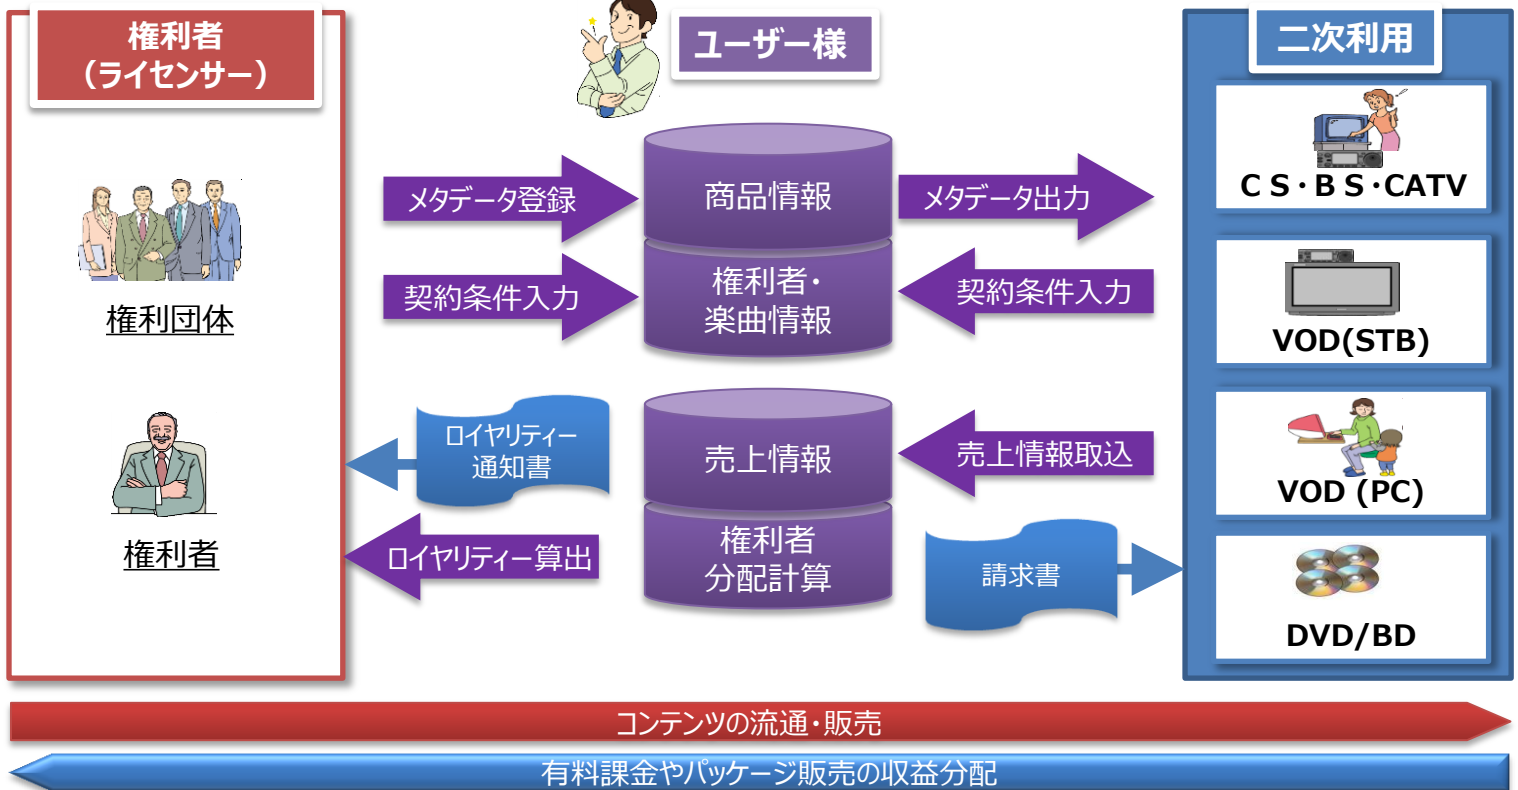 権利者
（ライセンサー）
ユーザー様
二次利用
権利団体
権利者
メタデータ登録
契約条件入力
商品情報
権利者・
楽曲情報
メタデータ出力
契約条件入力
ロイヤリティー
通知書
ロイヤリティー算出
売上情報
権利者
分配計算
売上情報取込
請求書
ＣＳ・ＢＳ・CATV
VOD(STB)
VOD (PC)
DVD/BD
コンテンツの流通・販売
有料課金やパッケージ販売の収益分配